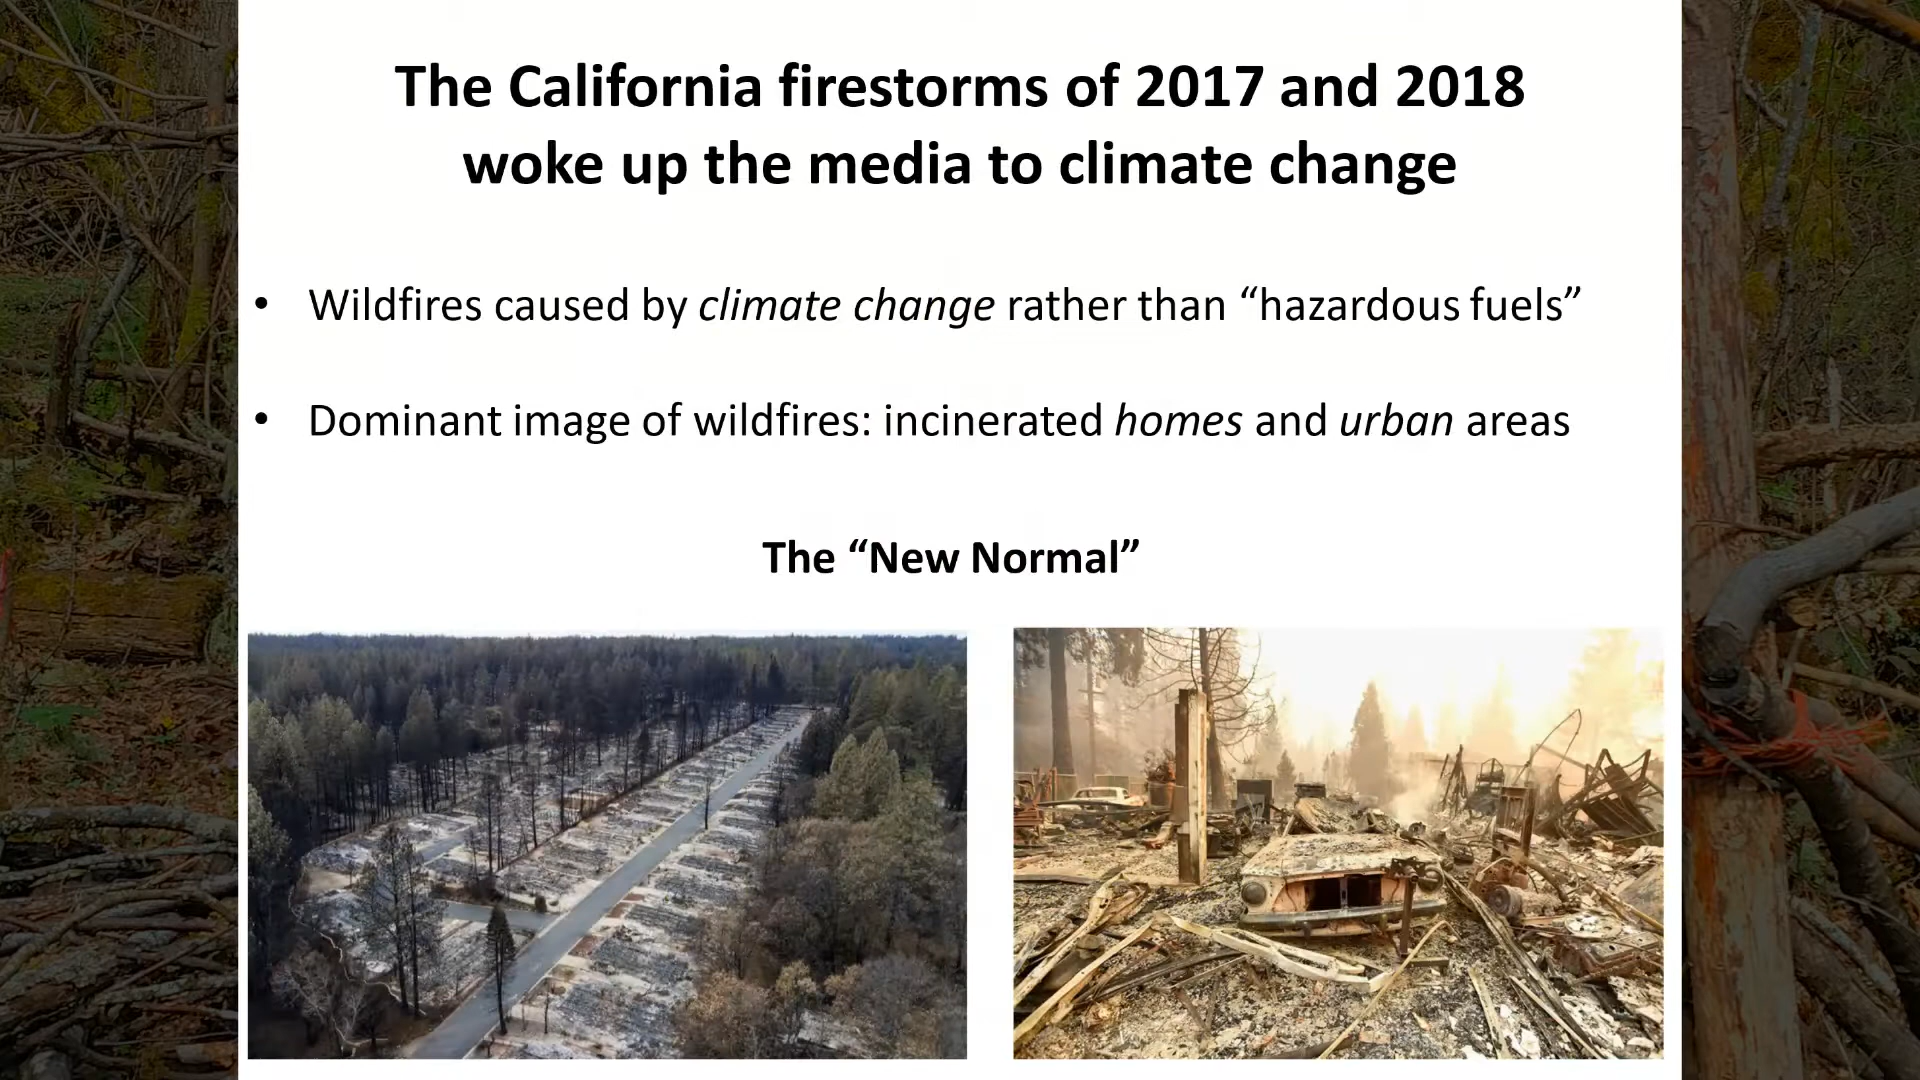 The California firestorms of 2017 and 2018
woke up the media to climate change
• Wildfires caused by climate change rather than “hazardous fuels”
• Dominant image of wildfires: incinerated homes and urban areas
The “New Normal”